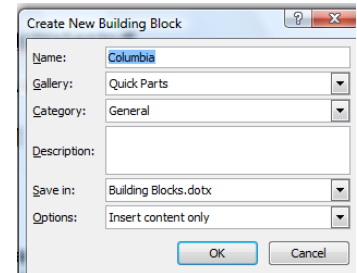 Create New Building Block
Name: Columbia
Gallery: Quick Parts
Category: General
Description:
Save in: Building Blocks.dotx
Options: Insert content only
OK Cancel